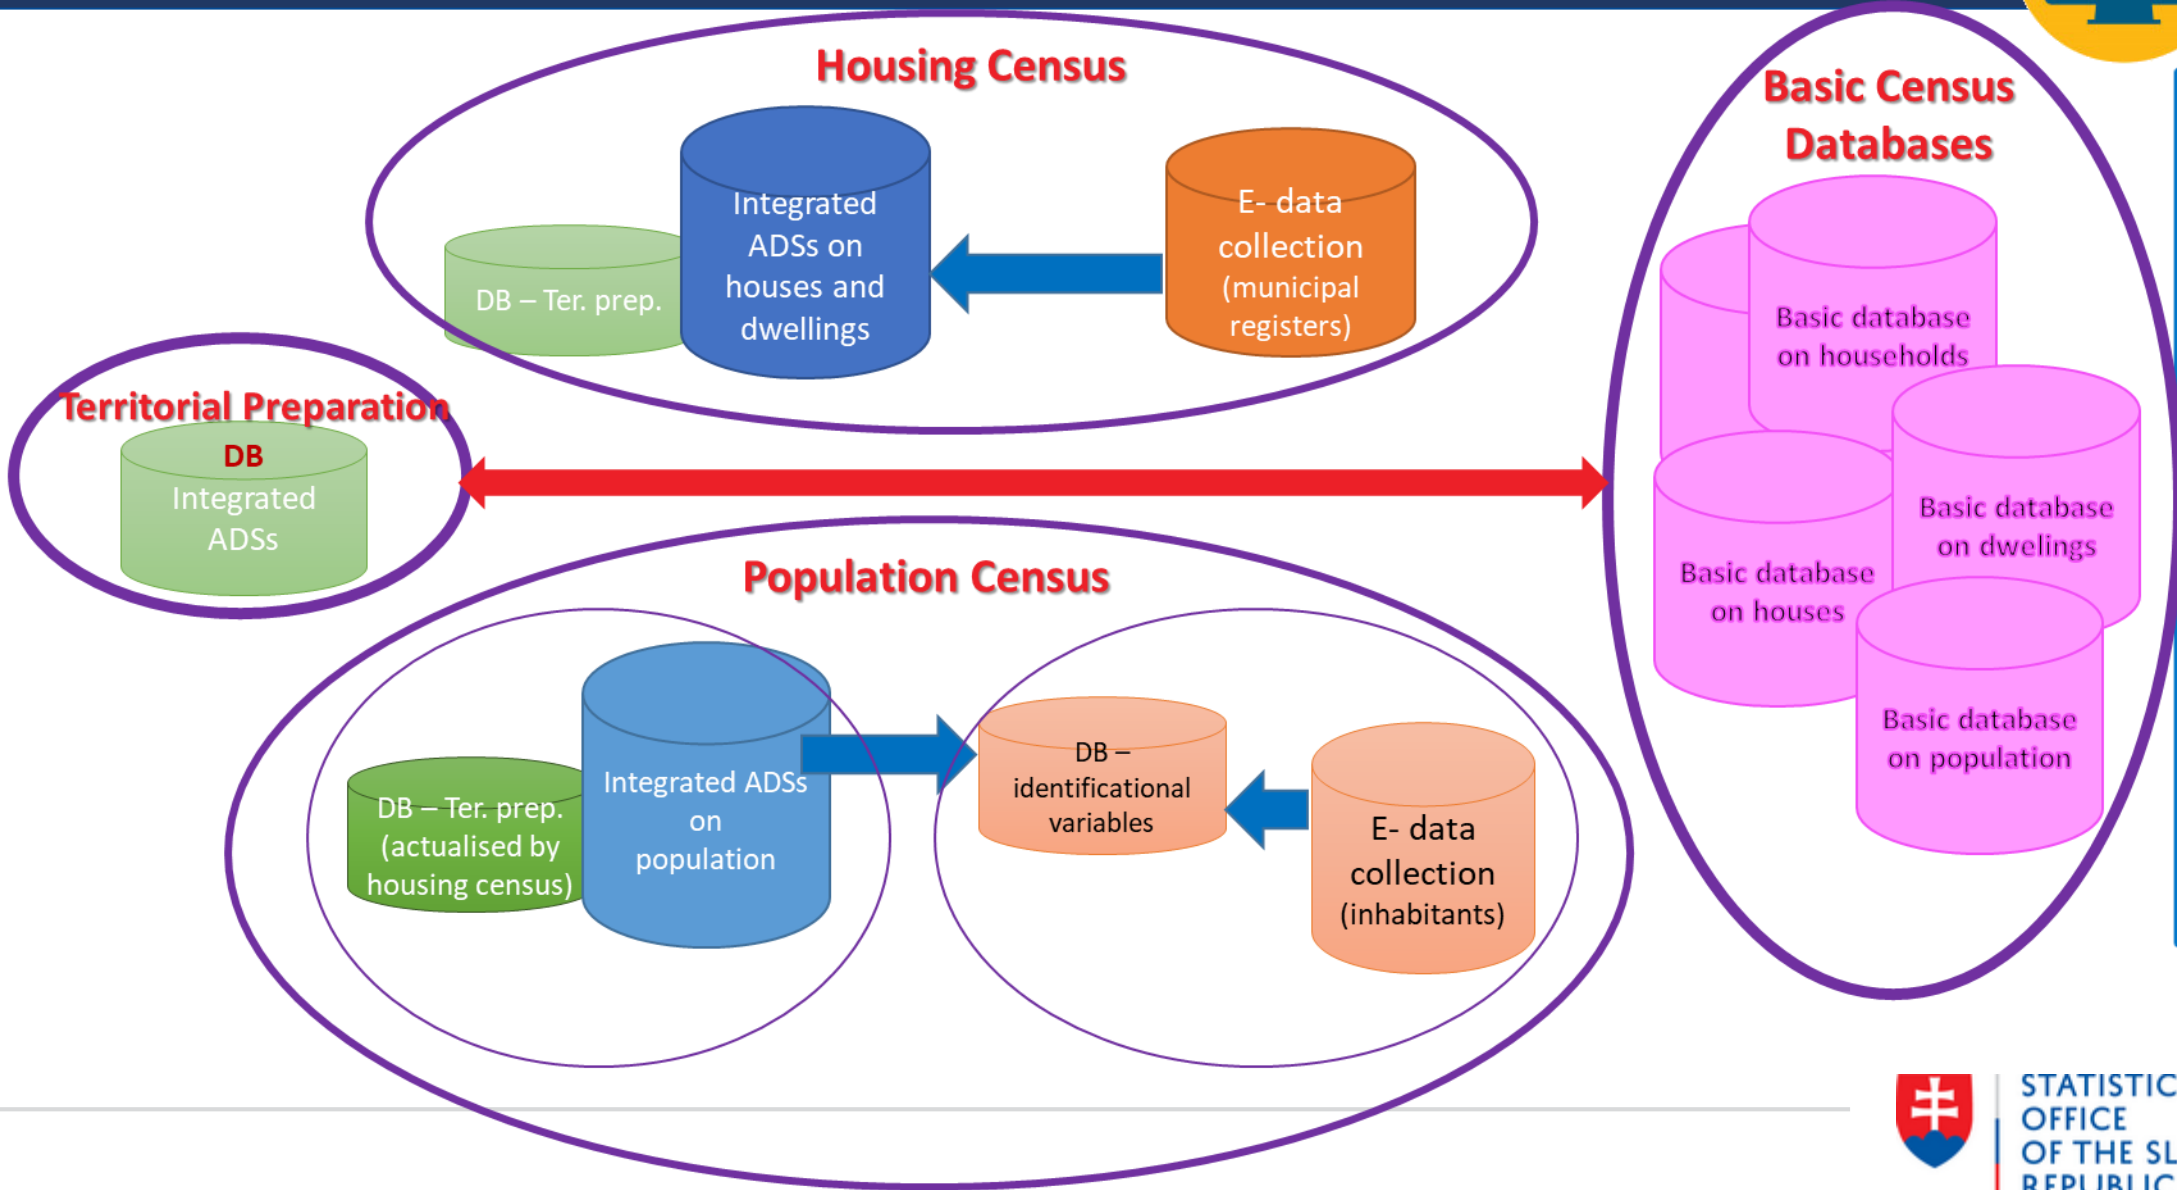 Housing Census
Integrated
ADSs on
houses and
dwellings
E- data
collection
(municipal
registers)
DB – Ter. prep.
Territorial Preparation
DB
Integrated
ADSs
Population Census
DB – Ter. prep.
(actualised by
housing census)
Integrated ADSs
on
population
DB –
identificational
variables
E- data
collection
(inhabitants)
Basic Census
Databases
Basic database
on households
Basic database
on dwelings
Basic database
on houses
Basic database
on population
STATISTIC
OFFICE
OF THE SL
REPUBLIC